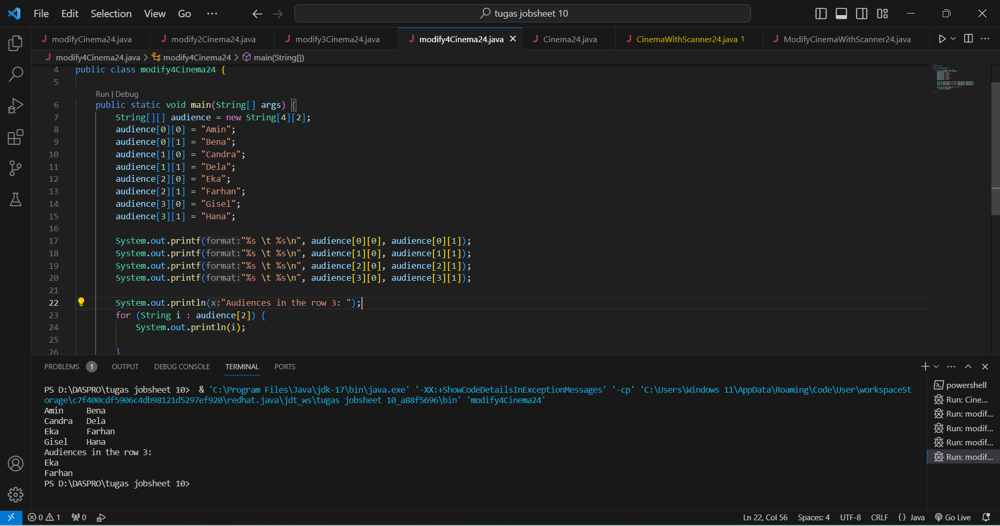 File Edit Selection View Go ··· tugas jobsheet 10
modifyCinema24.java modify2Cinema24.java modify3Cinema24.java modify4Cinema24.java Cinema24.java CinemaWithScanner24.java 1 ModifyCinemaWithScanner24.java
modify4Cinema24.java > modify4Cinema24 > main(String[])
4 public class modify4Cinema24 {
5
Run | Debug
6 public static void main(String[] args) {
7 String[][] audience = new String[4][2];
8 audience[0][0] = "Amin";
9 audience[0][1] = "Bena";
10 audience[1][0] = "Candra";
11 audience[1][1] = "Dela";
12 audience[2][0] = "Eka";
13 audience[2][1] = "Farhan";
14 audience[3][0] = "Gisel";
15 audience[3][1] = "Hana";
16
17 System.out.printf(format:"%s \t %s\n", audience[0][0], audience[0][1]);
18 System.out.printf(format:"%s \t %s\n", audience[1][0], audience[1][1]);
19 System.out.printf(format:"%s \t %s\n", audience[2][0], audience[2][1]);
20 System.out.printf(format:"%s \t %s\n", audience[3][0], audience[3][1]);
21
22 System.out.println(x:"Audiences in the row 3: ");
23 for (String i : audience[2]) {
24 System.out.println(i);
25
26 }
PROBLEMS 1 OUTPUT DEBUG CONSOLE TERMINAL PORTS
PS D:\DASPRO\tugas jobsheet 10> & 'C:\Program Files\Java\jdk-17\bin\java.exe' '-XX:+ShowCodeDetailsInExceptionMessages' '-cp' 'C:\Users\Windows 11\AppData\Roaming\Code\User\workspaceSt
orage\c7f400cdf5906c4db98121d5297ef920\redhat.java\jdt_ws\tugas jobsheet 10_a88f5696\bin' 'modify4Cinema24'
Amin Bena
Candra Dela
Eka Farhan
Gisel Hana
Audiences in the row 3:
Eka
Farhan
PS D:\DASPRO\tugas jobsheet 10>
powershell
Run: Cine...
Run: modif...
Run: modif...
Run: modif...
Run: modif...
0 1 0 Ln 22, Col 56 Spaces: 4 UTF-8 CRLF {} Java Go Live